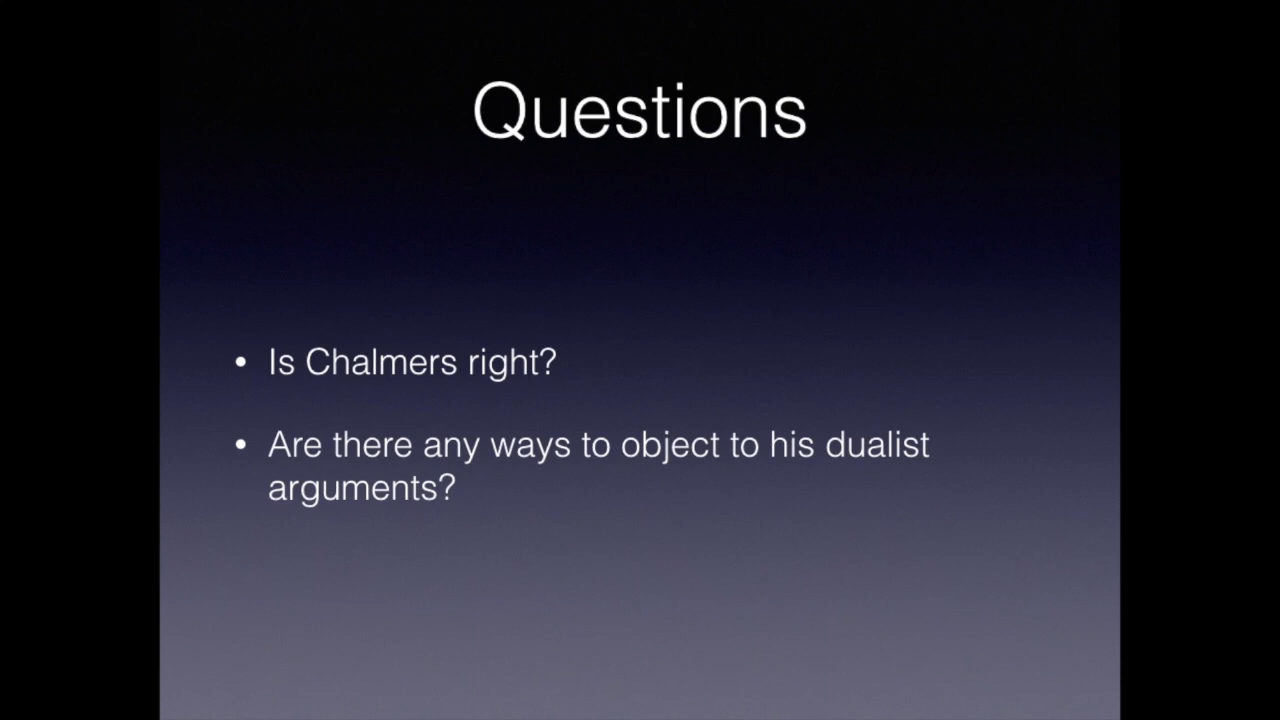 Questions
• Is Chalmers right?
• Are there any ways to object to his dualist
arguments?